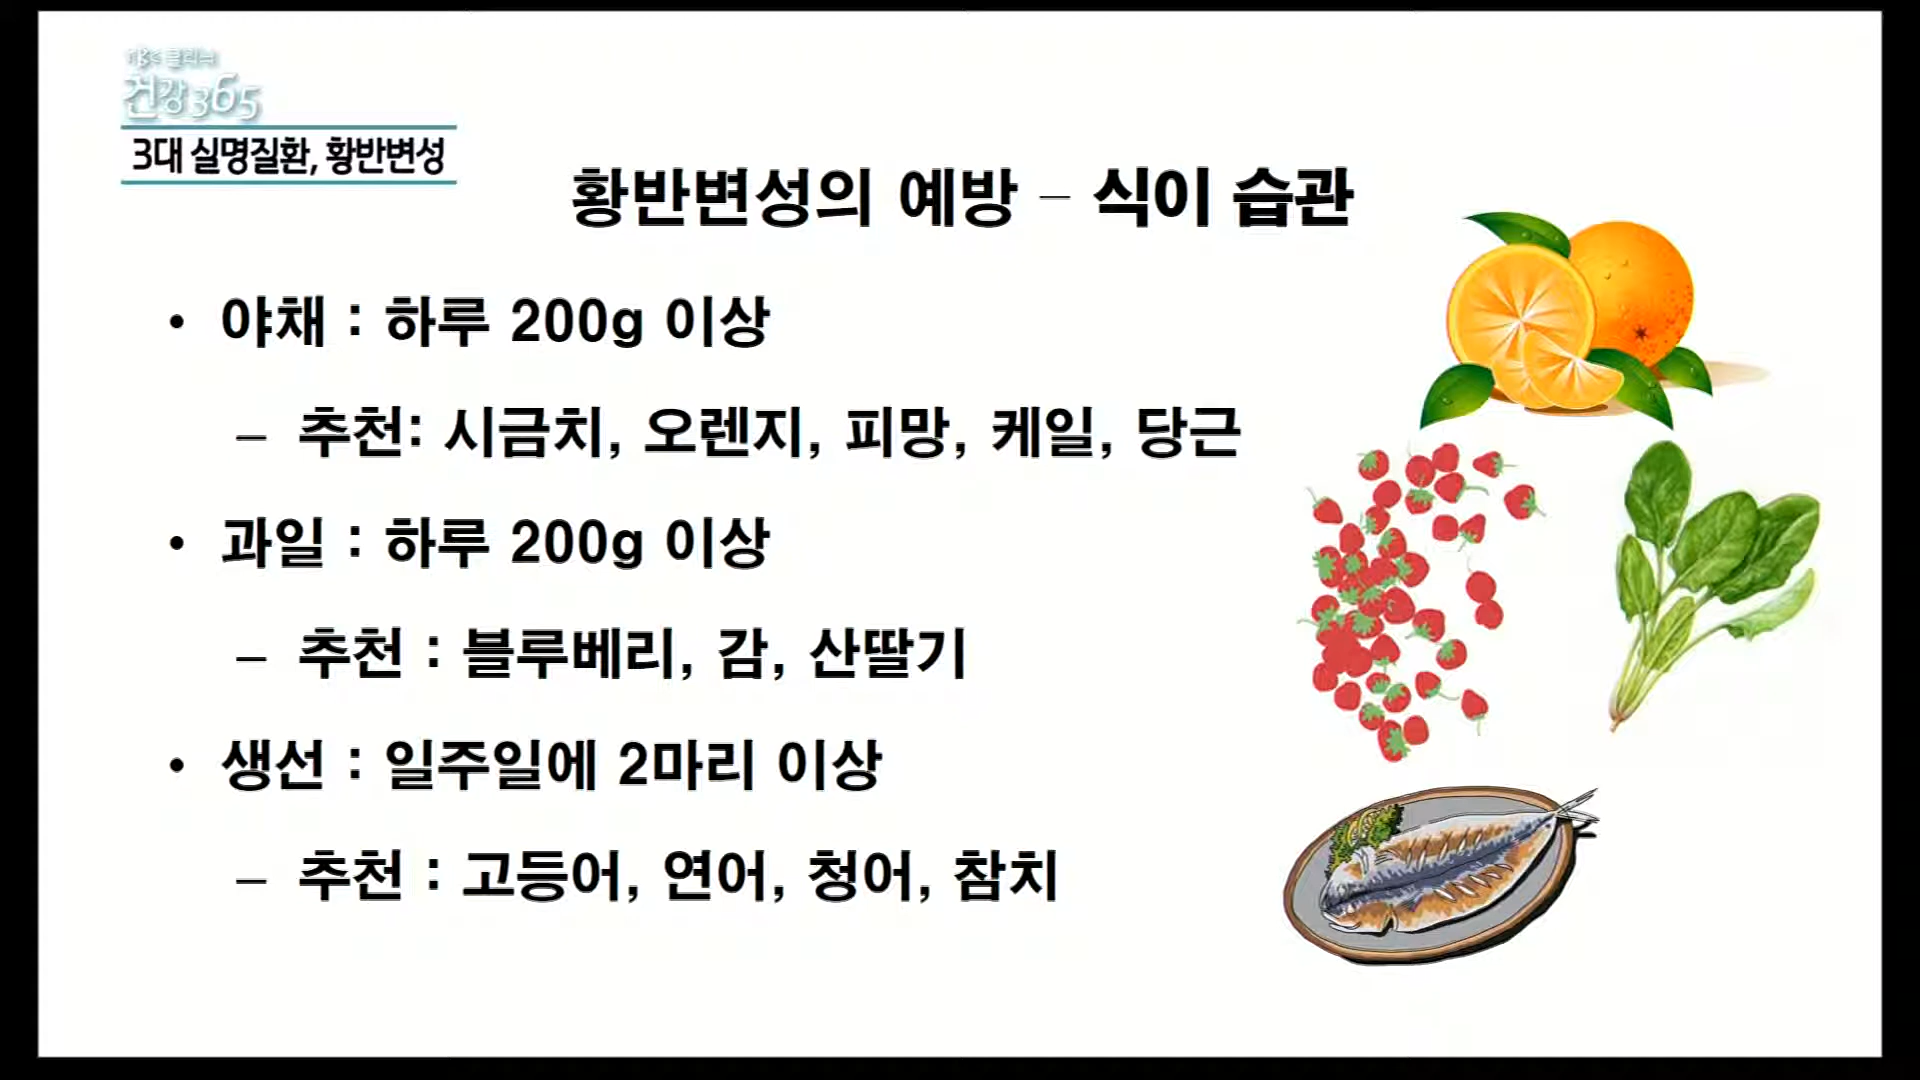 클리닉
건강365
3대 실명질환, 황반변성
황반변성의 예방 – 식이 습관
• 야채 : 하루 200g 이상
– 추천: 시금치, 오렌지, 피망, 케일, 당근
• 과일 : 하루 200g 이상
– 추천 : 블루베리, 감, 산딸기
• 생선 : 일주일에 2마리 이상
– 추천 : 고등어, 연어, 청어, 참치